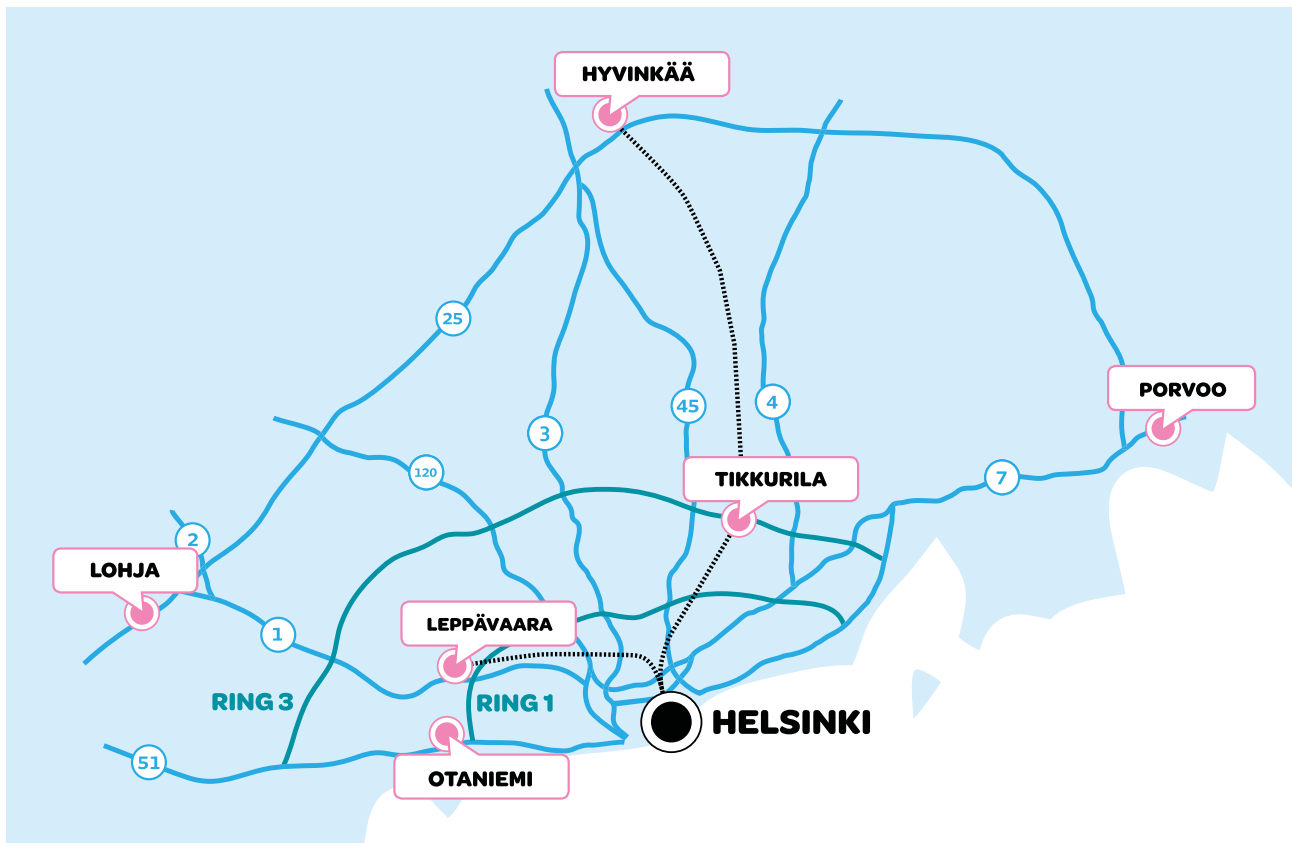 HYVINKÄÄ
25
PORVOO
45
4
3
120
TIKKURILA
7
2
LOHJA
1
LEPPÄVAARA
RING 3
RING 1
HELSINKI
51
OTANIEMI